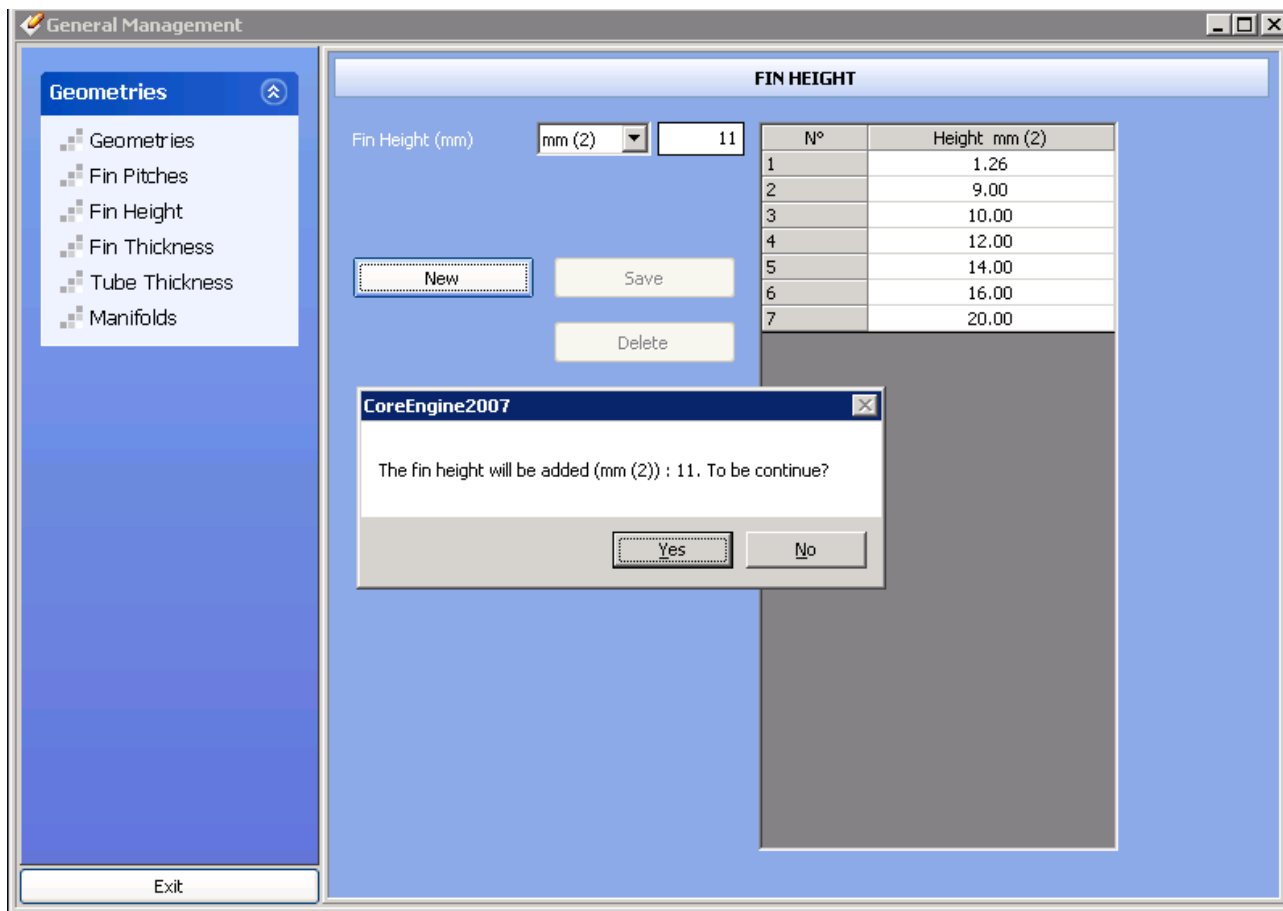 General Management
Geometries
Geometries
Fin Pitches
Fin Height
Fin Thickness
Tube Thickness
Manifolds
Exit
FIN HEIGHT
Fin Height (mm) mm (2) 11
New Save
Delete
N° Height mm (2)
1 1.26
2 9.00
3 10.00
4 12.00
5 14.00
6 16.00
7 20.00
CoreEngine2007
The fin height will be added (mm (2)) : 11. To be continue?
Yes No